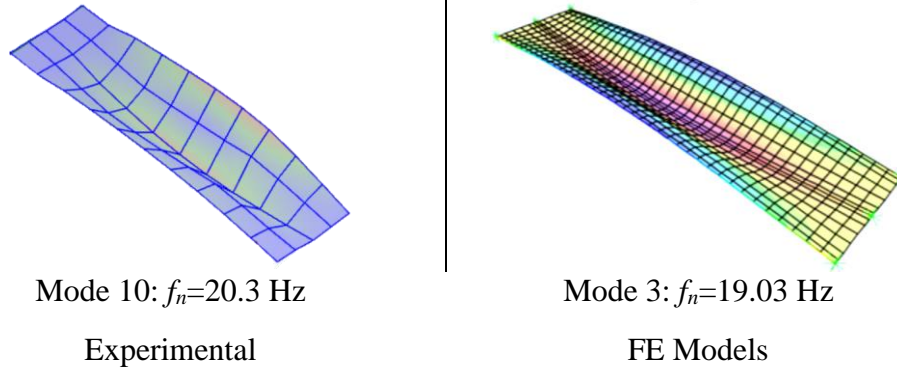 Mode 10: fn=20.3 Hz
Mode 3: fn=19.03 Hz
Experimental
FE Models